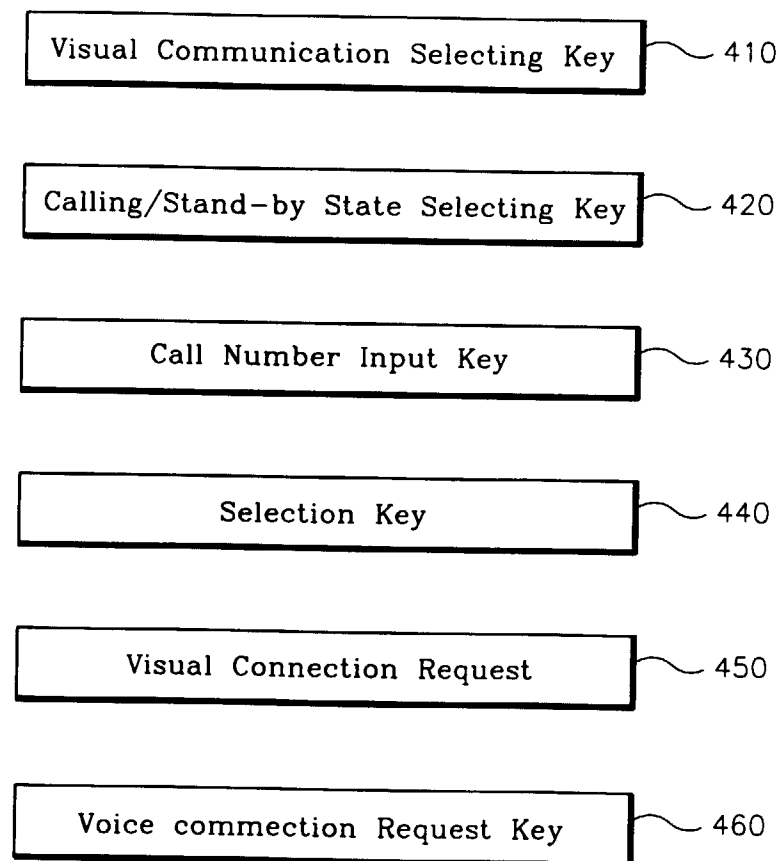 Visual Communication Selecting Key 410
Calling/Stand-by State Selecting Key 420
Call Number Input Key 430
Selection Key 440
Visual Connection Request 450
Voice commection Request Key 460